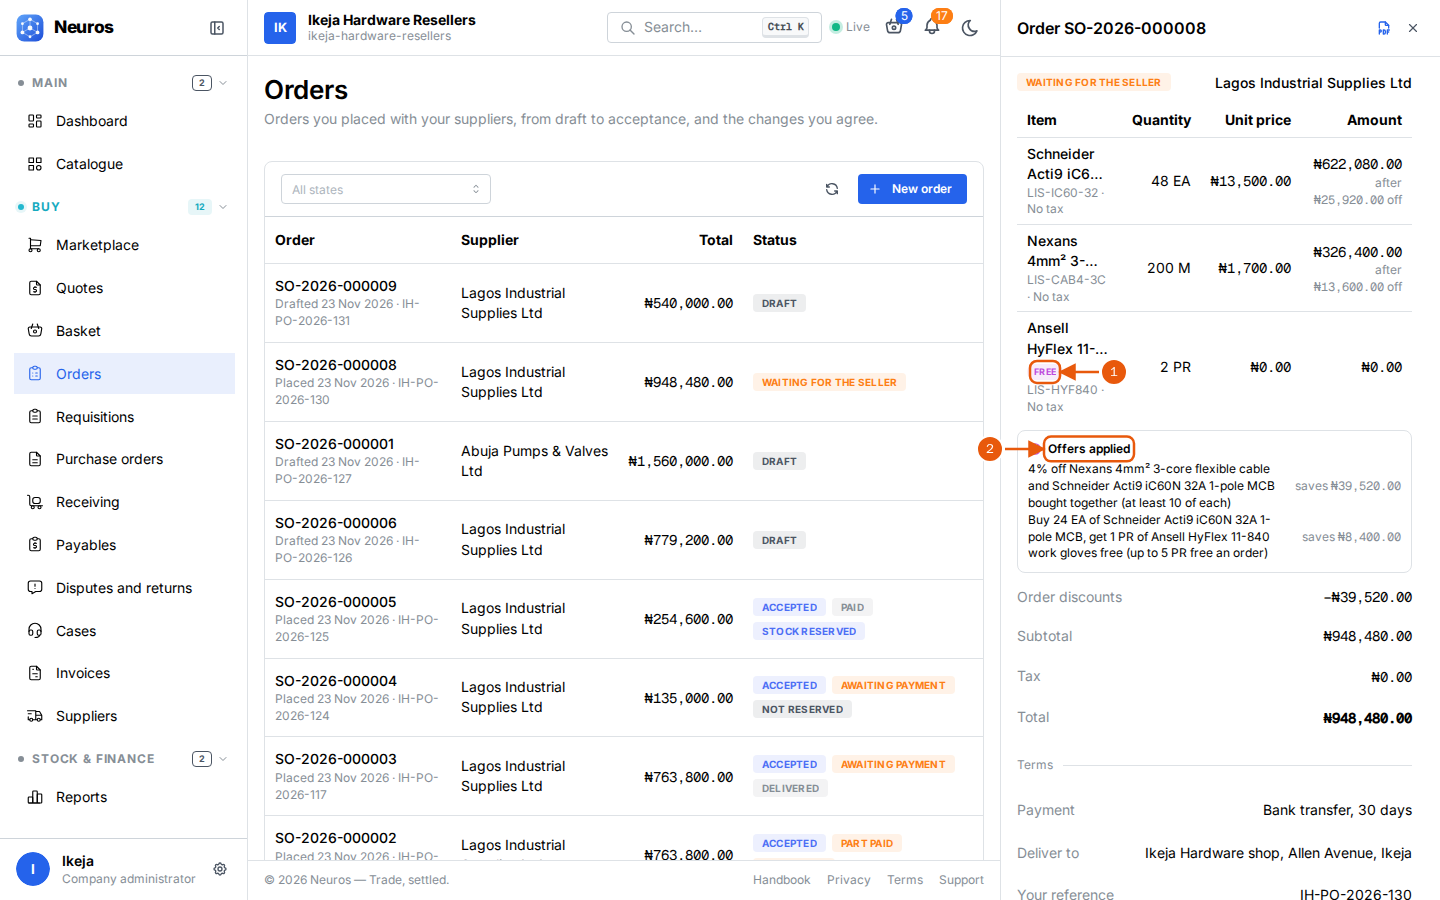 Neuros
MAIN
2
Dashboard
Catalogue
BUY
12
Marketplace
Quotes
Basket
Orders
Requisitions
Purchase orders
Receiving
Payables
Disputes and returns
Cases
Invoices
Suppliers
STOCK & FINANCE
2
Reports
I
Ikeja
Company administrator
IK
Ikeja Hardware Resellers
ikeja-hardware-resellers
Search...
Ctrl K
Live
5
17
Orders
Orders you placed with your suppliers, from draft to acceptance, and the changes you agree.
All states
New order
Order Supplier Total Status
SO-2026-000009
Drafted 23 Nov 2026 · IH-
PO-2026-131
Lagos Industrial
Supplies Ltd
₦540,000.00
DRAFT
SO-2026-000008
Placed 23 Nov 2026 · IH-PO-
2026-130
Lagos Industrial
Supplies Ltd
₦948,480.00
WAITING FOR THE SELLER
SO-2026-000001
Drafted 23 Nov 2026 · IH-
PO-2026-127
Abuja Pumps & Valves
Ltd
₦1,560,000.00
DRAFT
SO-2026-000006
Drafted 23 Nov 2026 · IH-
PO-2026-126
Lagos Industrial
Supplies Ltd
₦779,200.00
DRAFT
SO-2026-000005
Placed 23 Nov 2026 · IH-PO-
2026-125
Lagos Industrial
Supplies Ltd
₦254,600.00
ACCEPTED PAID
STOCK RESERVED
SO-2026-000004
Placed 23 Nov 2026 · IH-PO-
2026-124
Lagos Industrial
Supplies Ltd
₦135,000.00
ACCEPTED AWAITING PAYMENT
NOT RESERVED
SO-2026-000003
Placed 23 Nov 2026 · IH-PO-
2026-117
Lagos Industrial
Supplies Ltd
₦763,800.00
ACCEPTED AWAITING PAYMENT
DELIVERED
SO-2026-000002
Placed 23 Nov 2026 · IH-PO-
Lagos Industrial
₦763,800.00
ACCEPTED PART PAID
© 2026 Neuros — Trade, settled.
Handbook Privacy Terms Support
Order SO-2026-000008
PDF
WAITING FOR THE SELLER
Lagos Industrial Supplies Ltd
Item Quantity Unit price Amount
Schneider
Acti9 iC6...
LIS-IC60-32 ·
No tax
48 EA
₦13,500.00
₦622,080.00
after
₦25,920.00 off
Nexans
4mm² 3-...
LIS-CAB4-3C
· No tax
200 M
₦1,700.00
₦326,400.00
after
₦13,600.00 off
Ansell
HyFlex 11-...
FREE
1
LIS-HYF840 ·
No tax
2 PR
₦0.00
₦0.00
2
Offers applied
4% off Nexans 4mm² 3-core flexible cable
and Schneider Acti9 iC60N 32A 1-pole MCB
bought together (at least 10 of each)
saves ₦39,520.00
Buy 24 EA of Schneider Acti9 iC60N 32A 1-
pole MCB, get 1 PR of Ansell HyFlex 11-840
work gloves free (up to 5 PR free an order)
saves ₦8,400.00
Order discounts −₦39,520.00
Subtotal ₦948,480.00
Tax ₦0.00
Total ₦948,480.00
Terms
Payment Bank transfer, 30 days
Deliver to Ikeja Hardware shop, Allen Avenue, Ikeja
Your reference IH-PO-2026-130